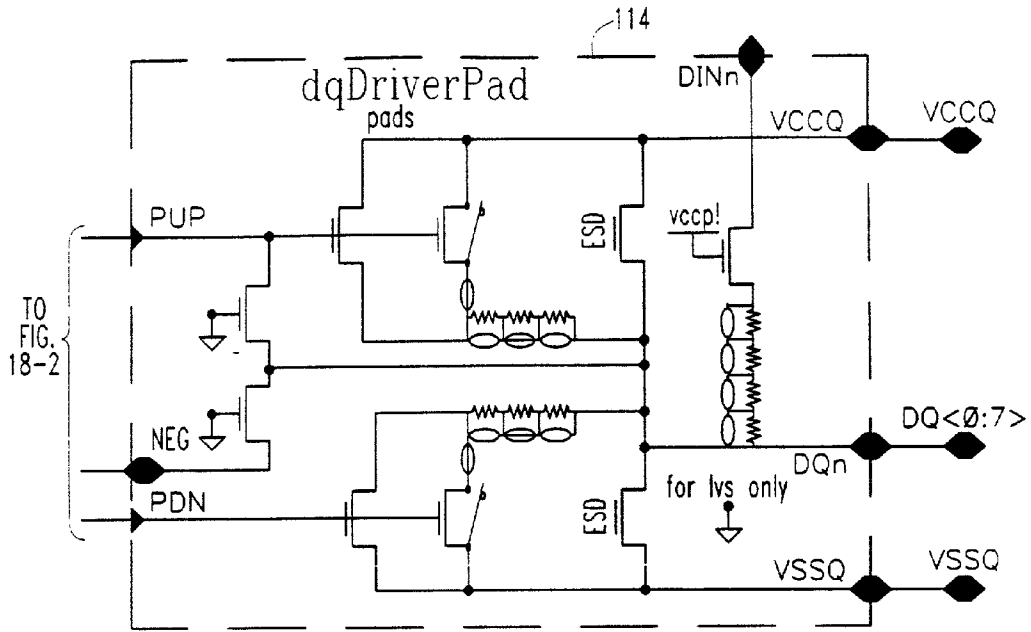 114
dqDriverPad
pads
DINn
VCCQ
VCCQ
PUP
ESD
vccp!
TO
FIG.
18-2
NEG
DQ<Ø:7>
DQn
PDN
ESD
for lvs only
VSSQ
VSSQ